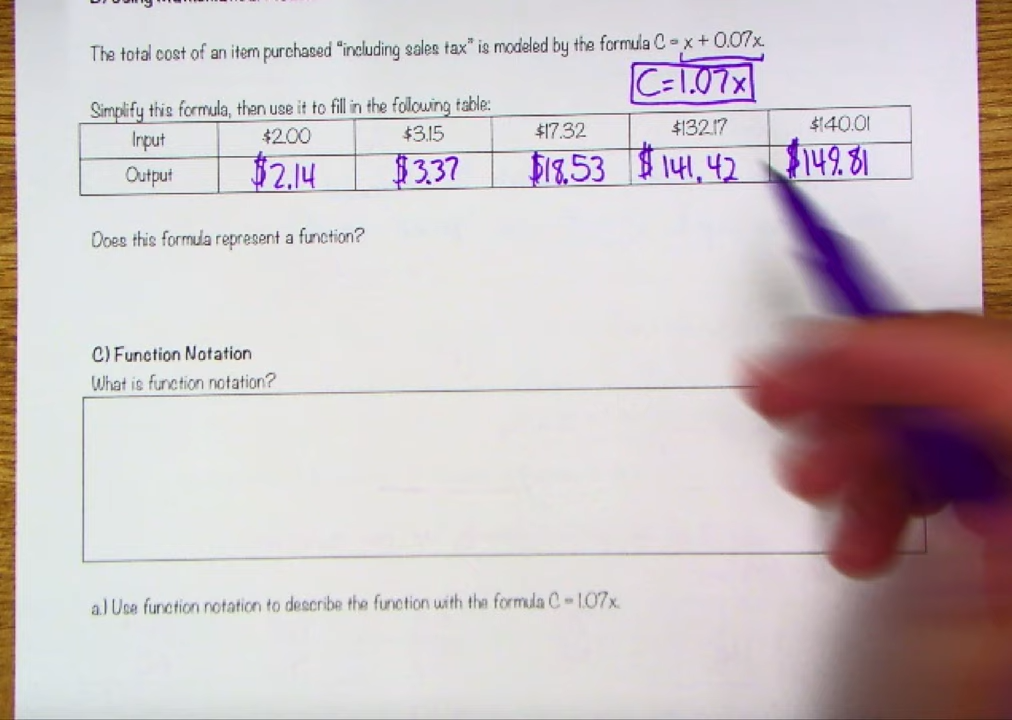 The total cost of an item purchased "including sales tax" is modeled by the formula C = x + 0.07x.
C=1.07x
Simplify this formula, then use it to fill in the following table:
Input $2.00 $3.15 $17.32 $132.17 $140.01
Output $2.14 $3.37 $18.53 $141.42 $149.81
Does this formula represent a function?
C) Function Notation
What is function notation?
a.) Use function notation to describe the function with the formula C = 1.07x.